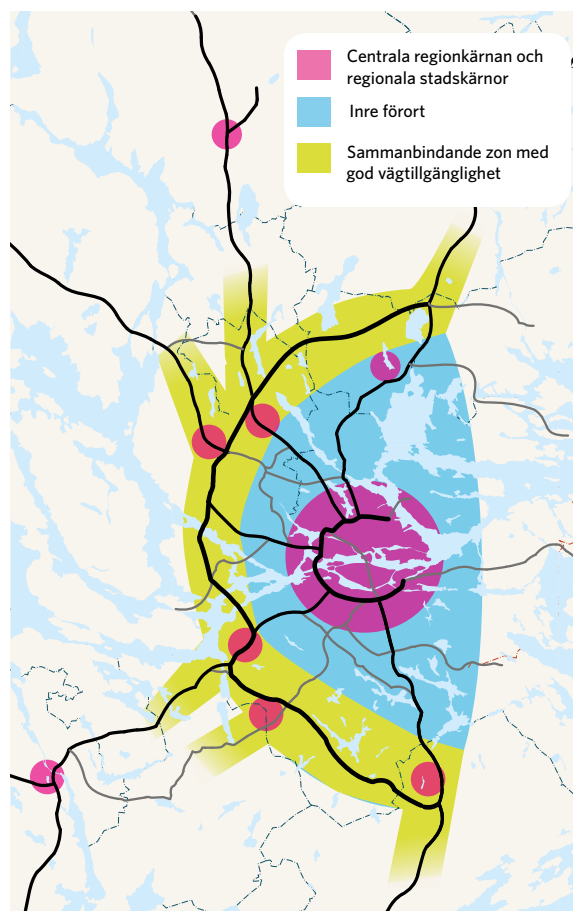 Centrala regionkärnan och
regionala stadskärnor
Inre förort
Sammanbindande zon med
god vägtillgänglighet